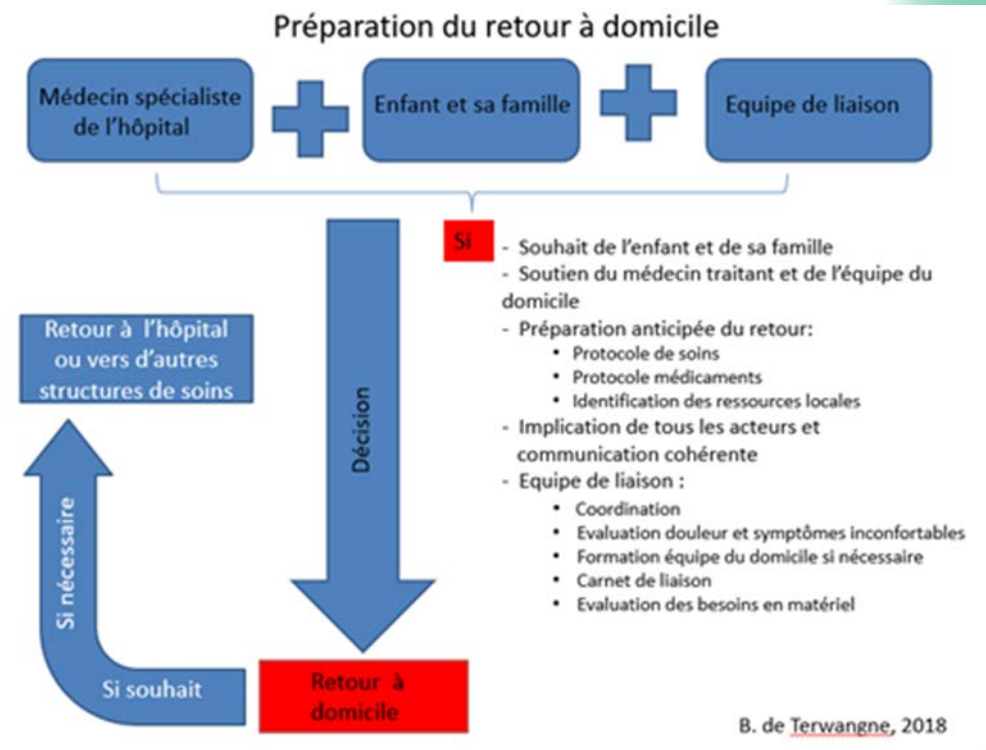 Préparation du retour à domicile
Médecin spécialiste
de l'hôpital
Enfant et sa famille
Equipe de liaison
Si
- Souhait de l'enfant et de sa famille
- Soutien du médecin traitant et de l'équipe du
domicile
- Préparation anticipée du retour:
• Protocole de soins
• Protocole médicaments
• Identification des ressources locales
- Implication de tous les acteurs et
communication cohérente
- Equipe de liaison :
• Coordination
• Evaluation douleur et symptômes inconfortables
• Formation équipe du domicile si nécessaire
• Carnet de liaison
• Evaluation des besoins en matériel
Décision
Retour à l'hôpital
ou vers d'autres
structures de soins
Si nécessaire
Si souhait
Retour à
domicile
B. de Terwangne, 2018